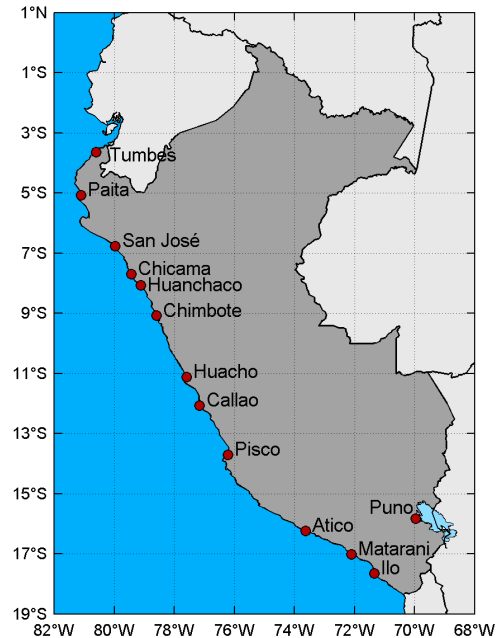 1°N
1°S
3°S
Tumbes
5°S
Paita
7°S
San José
Chicama
Huanchaco
9°S
Chimbote
11°S
Huacho
Callao
13°S
Pisco
15°S
Puno
Atico
17°S
Matarani
Ilo
19°S
82°W 80°W 78°W 76°W 74°W 72°W 70°W 68°W